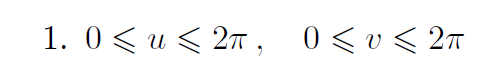 1. 0 ⩽ u ⩽ 2π , 0 ⩽ v ⩽ 2π